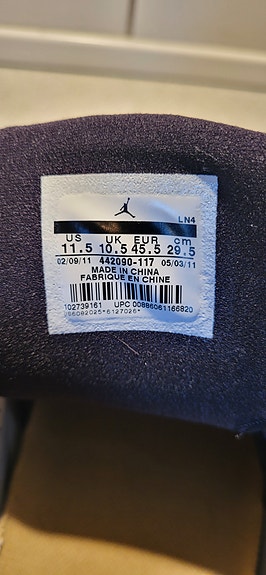 LN4
US UK EUR cm
11.5 10.5 45.5 29.5
02/09/11 442090-117 05/03/11
MADE IN CHINA
FABRIQUE EN CHINE
UPC 00886061166820